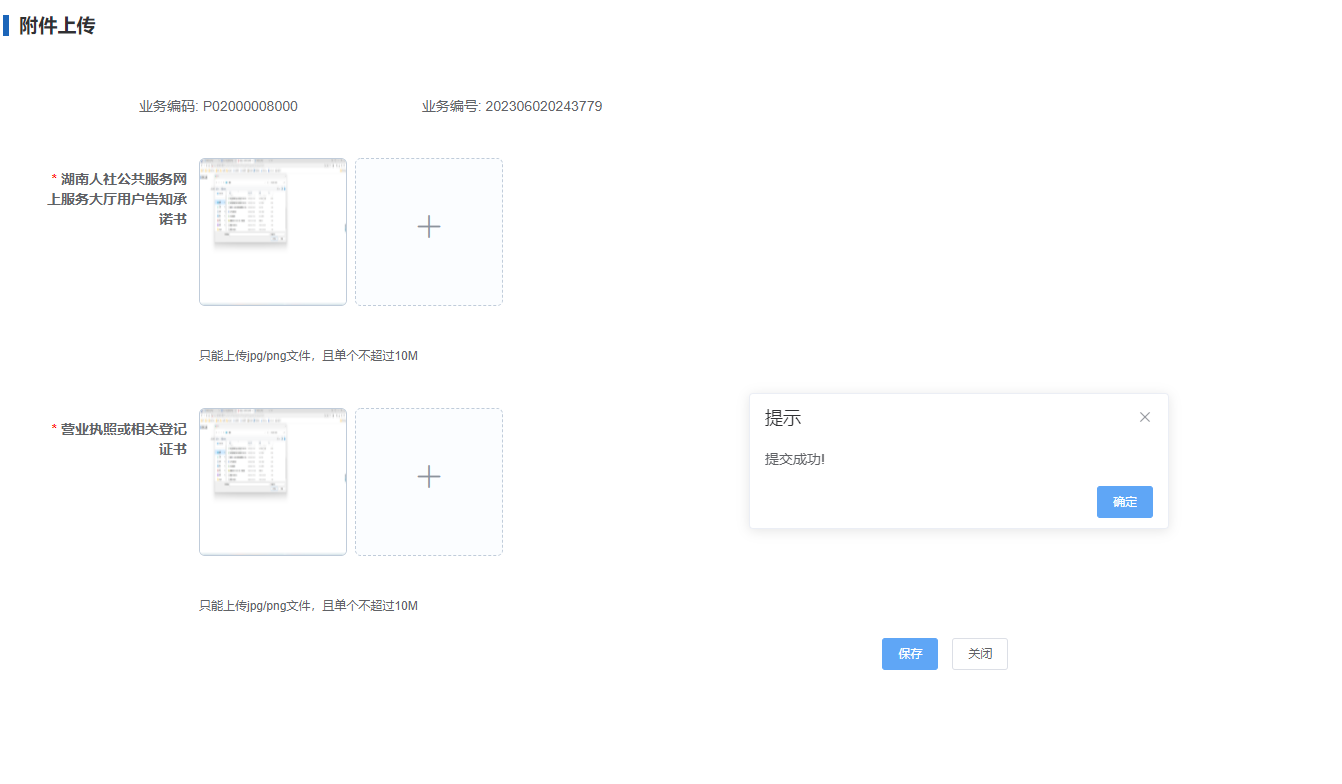 附件上传
业务编码: P02000008000
业务编号: 202306020243779
* 湖南人社公共服务网
上服务大厅用户告知承
诺书
只能上传jpg/png文件，且单个不超过10M
* 营业执照或相关登记
证书
只能上传jpg/png文件，且单个不超过10M
提示
提交成功!
确定
保存
关闭